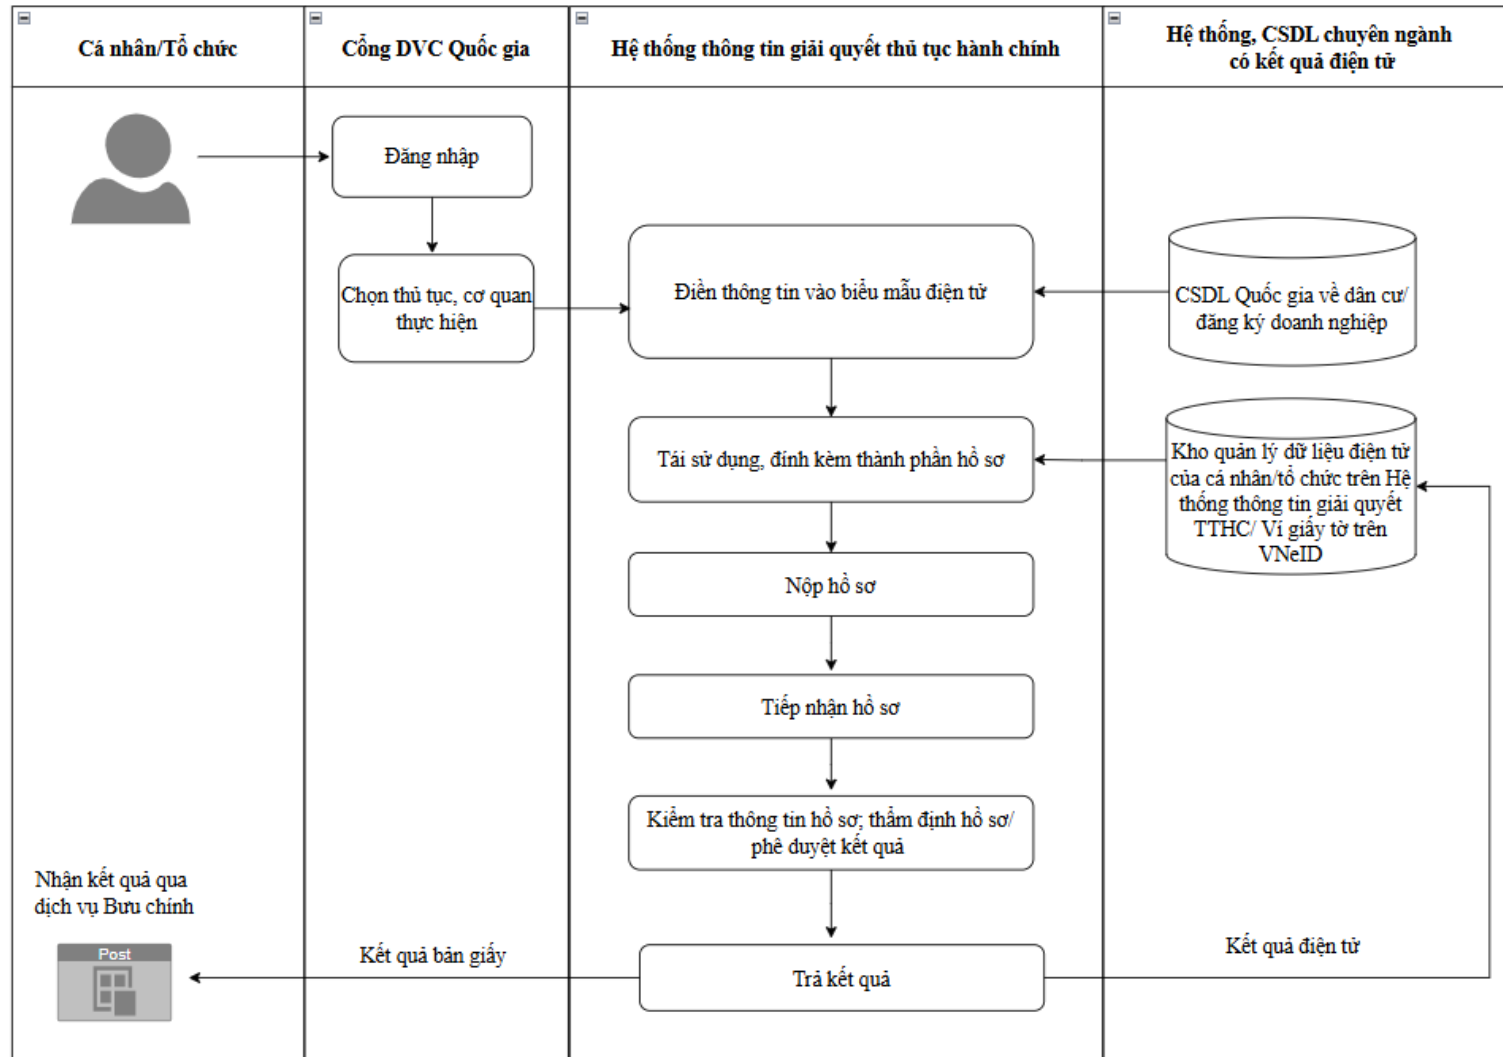 Cá nhân/Tổ chức
Cổng DVC Quốc gia
Hệ thống thông tin giải quyết thủ tục hành chính
Hệ thống, CSDL chuyên ngành
có kết quả điện tử
Đăng nhập
Chọn thủ tục, cơ quan
thực hiện
Điền thông tin vào biểu mẫu điện tử
CSDL Quốc gia về dân cư/
đăng ký doanh nghiệp
Tái sử dụng, đính kèm thành phần hồ sơ
Kho quản lý dữ liệu điện tử
của cá nhân/tổ chức trên Hệ
thống thông tin giải quyết
TTHC/ Ví giấy tờ trên
VNeID
Nộp hồ sơ
Tiếp nhận hồ sơ
Kiểm tra thông tin hồ sơ; thẩm định hồ sơ/
phê duyệt kết quả
Nhận kết quả qua
dịch vụ Bưu chính
Post
Kết quả bản giấy
Trả kết quả
Kết quả điện tử